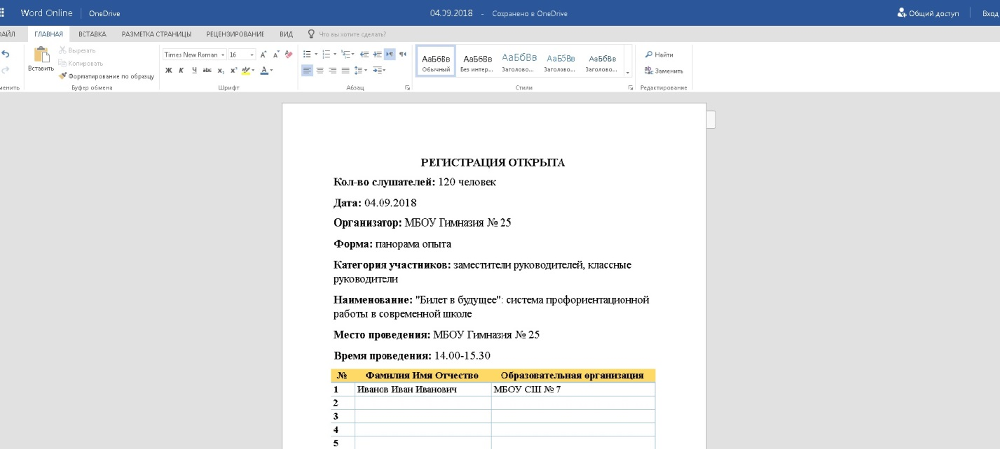 Word Online OneDrive 04.09.2018 - Сохранено в OneDrive Общий доступ Вход
АЙЛ ГЛАВНАЯ ВСТАВКА РАЗМЕТКА СТРАНИЦЫ РЕЦЕНЗИРОВАНИЕ ВИД Что вы хотите сделать?
Вставить
Вырезать
Копировать
Форматирование по образцу
Times New Roman 16
Ж К Ч abc x₂ x² A
АаБбВв АаБбВв АаБбВв АаБбВв АаБбВв
Обычный Без интер... Заголово... Заголово... Заголово...
Найти
Заменить
менить Буфер обмена Шрифт Абзац Стили Редактирование
РЕГИСТРАЦИЯ ОТКРЫТА
Кол-во слушателей: 120 человек
Дата: 04.09.2018
Организатор: МБОУ Гимназия № 25
Форма: панорама опыта
Категория участников: заместители руководителей, классные
руководители
Наименование: "Билет в будущее": система профориентационной
работы в современной школе
Место проведения: МБОУ Гимназия № 25
Время проведения: 14.00-15.30
№ Фамилия Имя Отчество Образовательная организация
1 Иванов Иван Иванович МБОУ СШ № 7
2
3
4
5